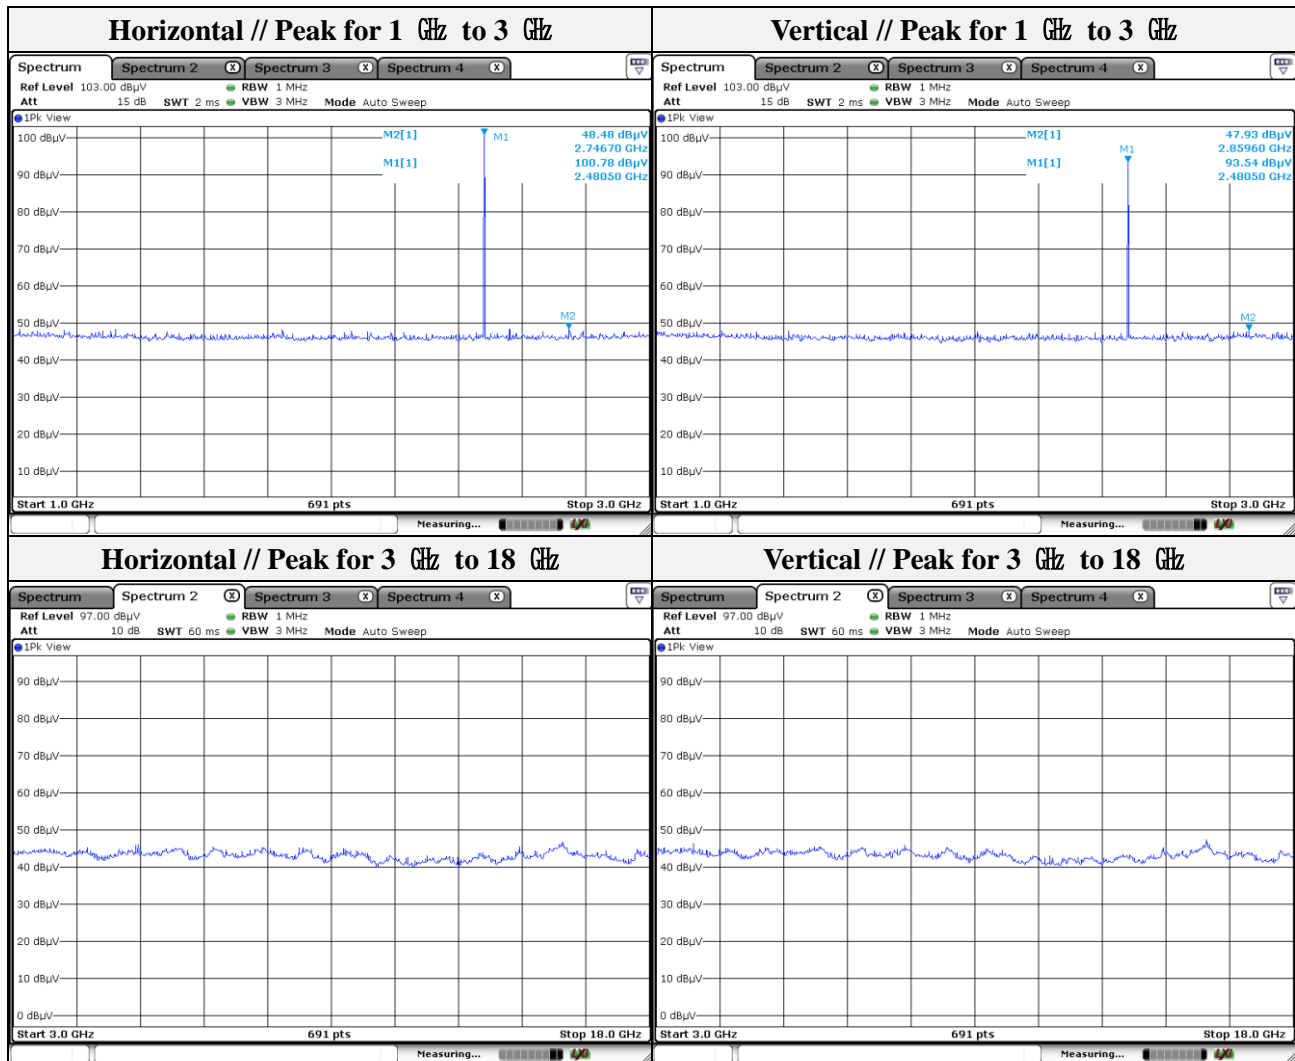 Horizontal // Peak for 1 ㎓ to 3 ㎓
Spectrum Spectrum 2 X Spectrum 3 X Spectrum 4 X
Ref Level 103.00 dBµV RBW 1 MHz
Att 15 dB SWT 2 ms VBW 3 MHz Mode Auto Sweep
1Pk View
M2[1] 48.48 dBµV
2.74670 GHz
M1[1] 100.78 dBµV
2.48050 GHz
M1
M2
100 dBµV
90 dBµV
80 dBµV
70 dBµV
60 dBµV
50 dBµV
40 dBµV
30 dBµV
20 dBµV
10 dBµV
Start 1.0 GHz 691 pts Stop 3.0 GHz
Measuring... LXI
Vertical // Peak for 1 ㎓ to 3 ㎓
Spectrum Spectrum 2 X Spectrum 3 X Spectrum 4 X
Ref Level 103.00 dBµV RBW 1 MHz
Att 15 dB SWT 2 ms VBW 3 MHz Mode Auto Sweep
1Pk View
M2[1] 47.93 dBµV
2.85960 GHz
M1[1] 93.54 dBµV
2.48050 GHz
M1
M2
100 dBµV
90 dBµV
80 dBµV
70 dBµV
60 dBµV
50 dBµV
40 dBµV
30 dBµV
20 dBµV
10 dBµV
Start 1.0 GHz 691 pts Stop 3.0 GHz
Measuring... LXI
Horizontal // Peak for 3 ㎓ to 18 ㎓
Spectrum Spectrum 2 X Spectrum 3 X Spectrum 4 X
Ref Level 97.00 dBµV RBW 1 MHz
Att 10 dB SWT 60 ms VBW 3 MHz Mode Auto Sweep
1Pk View
90 dBµV
80 dBµV
70 dBµV
60 dBµV
50 dBµV
40 dBµV
30 dBµV
20 dBµV
10 dBµV
0 dBµV
Start 3.0 GHz 691 pts Stop 18.0 GHz
Measuring... LXI
Vertical // Peak for 3 ㎓ to 18 ㎓
Spectrum Spectrum 2 X Spectrum 3 X Spectrum 4 X
Ref Level 97.00 dBµV RBW 1 MHz
Att 10 dB SWT 60 ms VBW 3 MHz Mode Auto Sweep
1Pk View
90 dBµV
80 dBµV
70 dBµV
60 dBµV
50 dBµV
40 dBµV
30 dBµV
20 dBµV
10 dBµV
0 dBµV
Start 3.0 GHz 691 pts Stop 18.0 GHz
Measuring... LXI